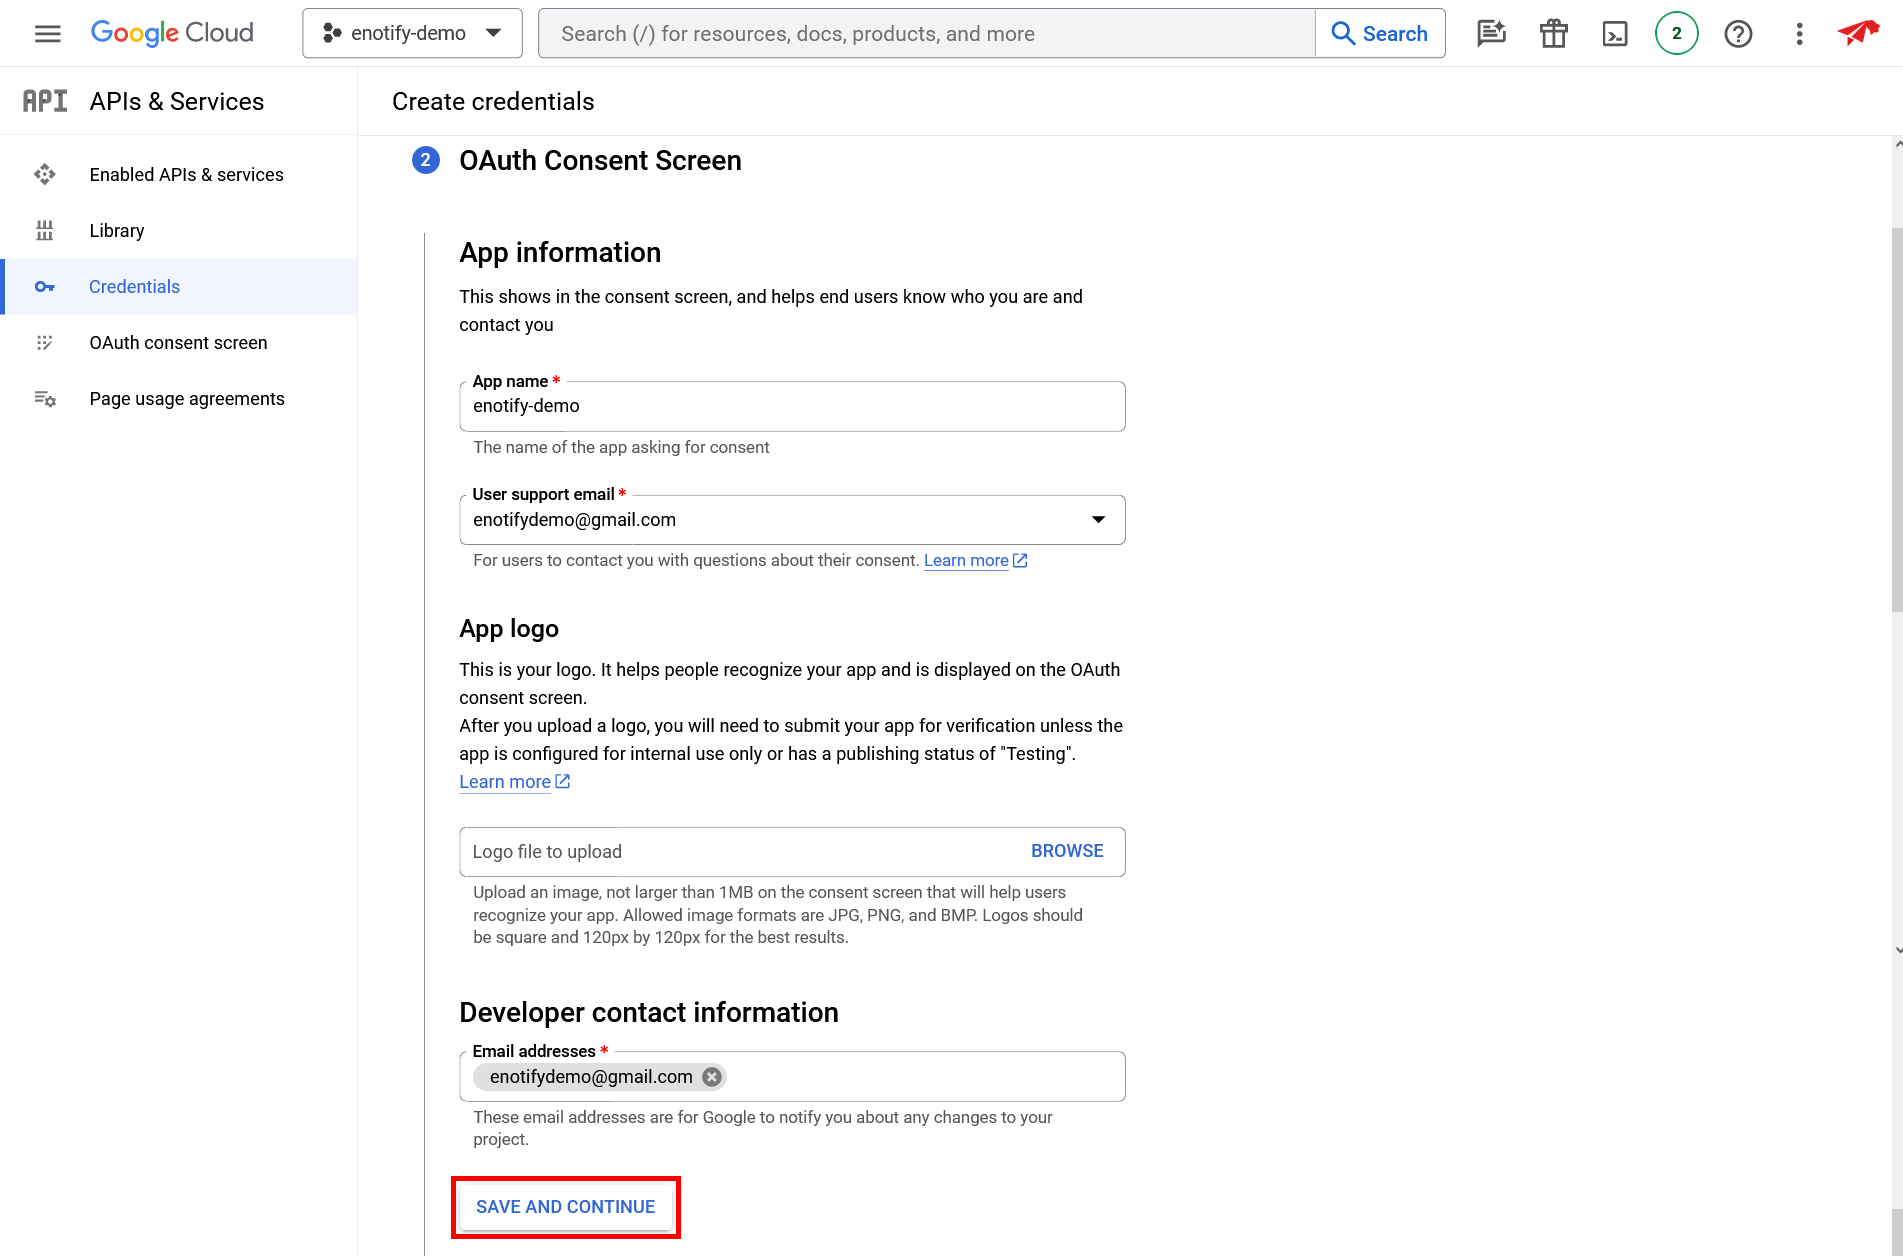 Google Cloud
enotify-demo
Search (/) for resources, docs, products, and more
Search
2
API
APIs & Services
Create credentials
Enabled APIs & services
Library
Credentials
OAuth consent screen
Page usage agreements
2
OAuth Consent Screen
App information
This shows in the consent screen, and helps end users know who you are and
contact you
App name *
enotify-demo
The name of the app asking for consent
User support email *
enotifydemo@gmail.com
For users to contact you with questions about their consent. Learn more
App logo
This is your logo. It helps people recognize your app and is displayed on the OAuth
consent screen.
After you upload a logo, you will need to submit your app for verification unless the
app is configured for internal use only or has a publishing status of "Testing".
Learn more
Logo file to upload
BROWSE
Upload an image, not larger than 1MB on the consent screen that will help users
recognize your app. Allowed image formats are JPG, PNG, and BMP. Logos should
be square and 120px by 120px for the best results.
Developer contact information
Email addresses *
enotifydemo@gmail.com
These email addresses are for Google to notify you about any changes to your
project.
SAVE AND CONTINUE